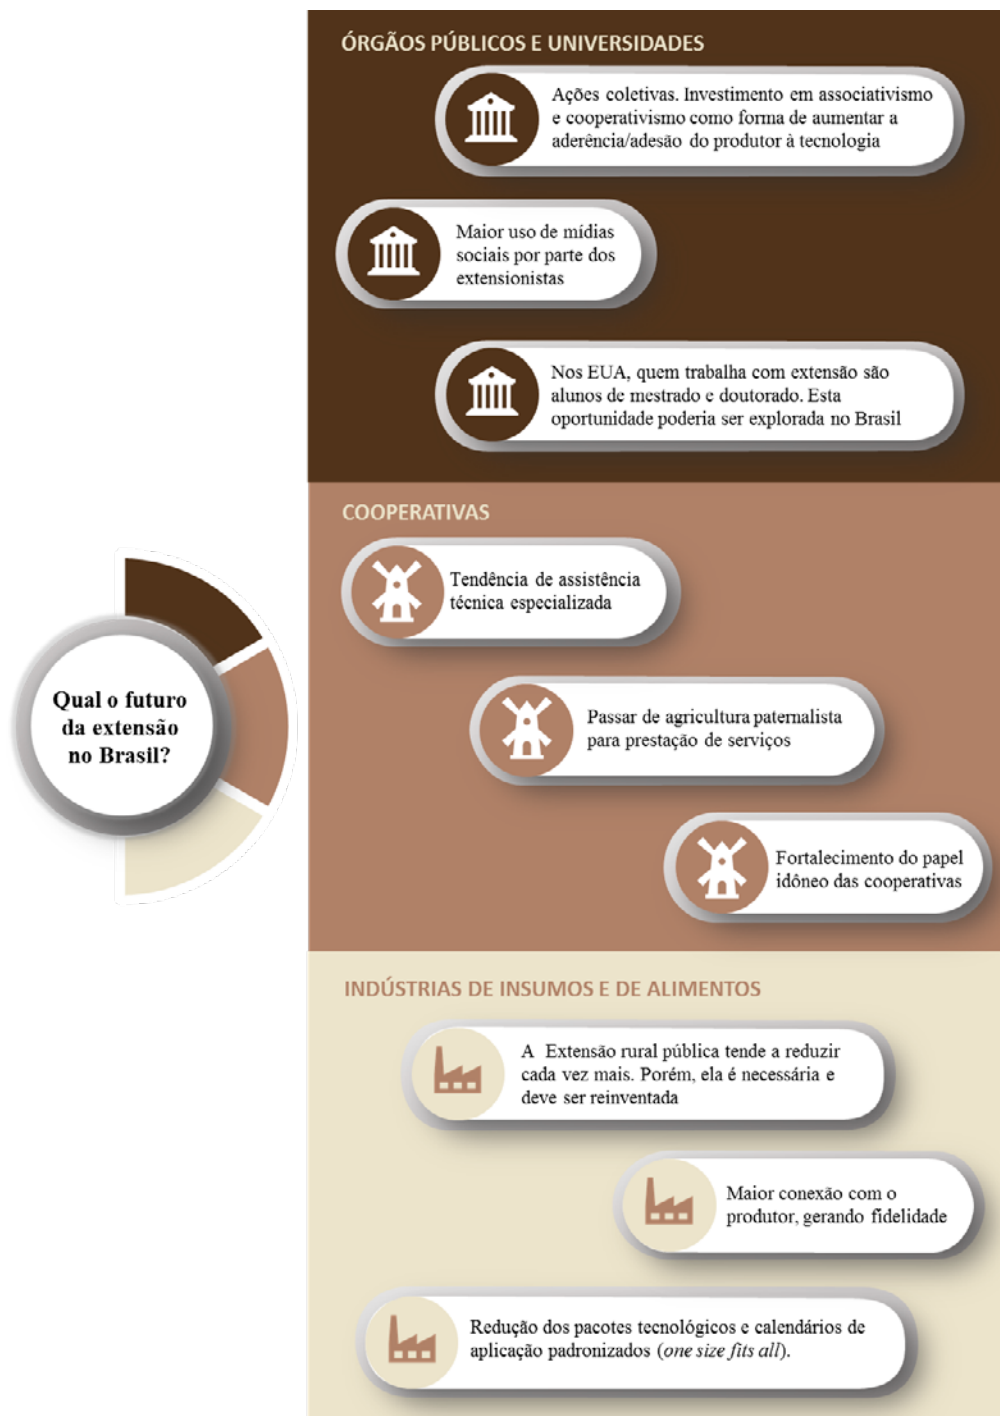 ÓRGÃOS PÚBLICOS E UNIVERSIDADES
Ações coletivas. Investimento em associativismo
e cooperativismo como forma de aumentar a
aderência/adesão do produtor à tecnologia
Maior uso de mídias
sociais por parte dos
extensionistas
Nos EUA, quem trabalha com extensão são
alunos de mestrado e doutorado. Esta
oportunidade poderia ser explorada no Brasil
COOPERATIVAS
Tendência de assistência
técnica especializada
Qual o futuro
da extensão
no Brasil?
Passar de agricultura paternalista
para prestação de serviços
Fortalecimento do papel
idôneo das cooperativas
INDÚSTRIAS DE INSUMOS E DE ALIMENTOS
A Extensão rural pública tende a reduzir
cada vez mais. Porém, ela é necessária e
deve ser reinventada
Maior conexão com o
produtor, gerando fidelidade
Redução dos pacotes tecnológicos e calendários de
aplicação padronizados (one size fits all).